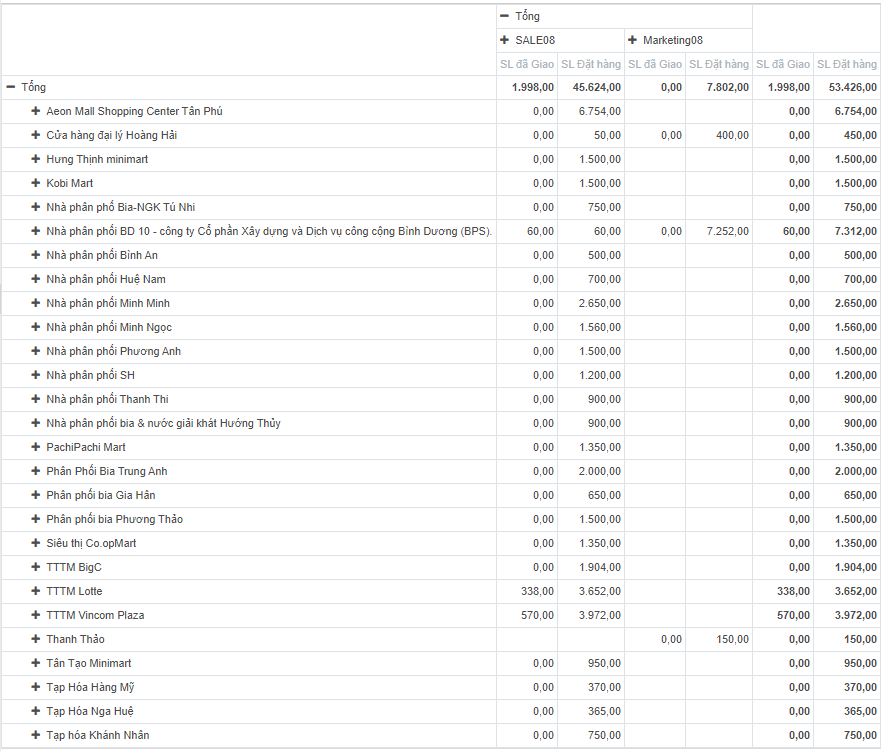 Tổng
SALE08 Marketing08
SL đã Giao SL Đặt hàng SL đã Giao SL Đặt hàng SL đã Giao SL Đặt hàng
Tổng 1.998,00 45.624,00 0,00 7.802,00 1.998,00 53.426,00
Aeon Mall Shopping Center Tân Phú 0,00 6.754,00 0,00 6.754,00
Cửa hàng đại lý Hoàng Hải 0,00 50,00 0,00 400,00 0,00 450,00
Hưng Thịnh minimart 0,00 1.500,00 0,00 1.500,00
Kobi Mart 0,00 1.500,00 0,00 1.500,00
Nhà phân phố Bia-NGK Tú Nhi 0,00 750,00 0,00 750,00
Nhà phân phối BD 10 - công ty Cổ phần Xây dựng và Dịch vụ công cộng Bình Dương (BPS). 60,00 60,00 0,00 7.252,00 60,00 7.312,00
Nhà phân phối Bình An 0,00 500,00 0,00 500,00
Nhà phân phối Huệ Nam 0,00 700,00 0,00 700,00
Nhà phân phối Minh Minh 0,00 2.650,00 0,00 2.650,00
Nhà phân phối Minh Ngọc 0,00 1.560,00 0,00 1.560,00
Nhà phân phối Phương Anh 0,00 1.500,00 0,00 1.500,00
Nhà phân phối SH 0,00 1.200,00 0,00 1.200,00
Nhà phân phối Thanh Thi 0,00 900,00 0,00 900,00
Nhà phân phối bia & nước giải khát Hướng Thủy 0,00 900,00 0,00 900,00
PachiPachi Mart 0,00 1.350,00 0,00 1.350,00
Phân Phối Bia Trung Anh 0,00 2.000,00 0,00 2.000,00
Phân phối bia Gia Hân 0,00 650,00 0,00 650,00
Phân phối bia Phương Thảo 0,00 1.500,00 0,00 1.500,00
Siêu thị Co.opMart 0,00 1.350,00 0,00 1.350,00
TTTM BigC 0,00 1.904,00 0,00 1.904,00
TTTM Lotte 338,00 3.652,00 338,00 3.652,00
TTTM Vincom Plaza 570,00 3.972,00 570,00 3.972,00
Thanh Thảo 0,00 150,00 0,00 150,00
Tân Tạo Minimart 0,00 950,00 0,00 950,00
Tạp Hóa Hàng Mỹ 0,00 370,00 0,00 370,00
Tạp Hóa Nga Huệ 0,00 365,00 0,00 365,00
Tạp hóa Khánh Nhân 0,00 750,00 0,00 750,00